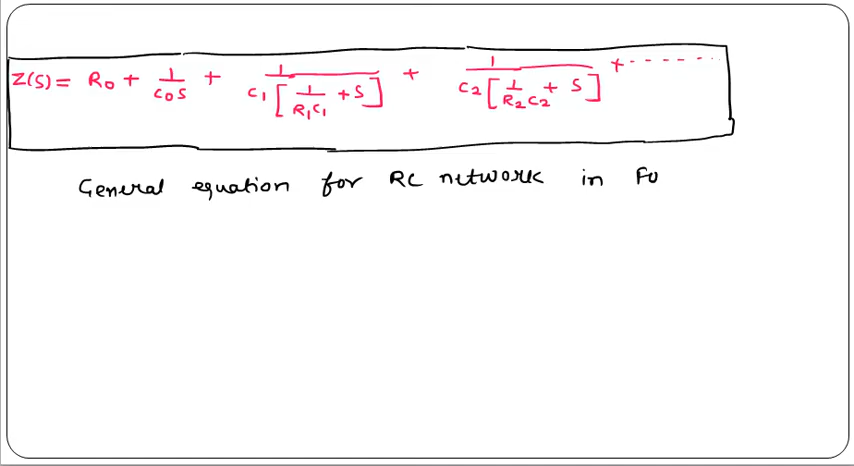 Z(S) = R0 + 1/C0S + 1/C1[1/R1C1 + S] + 1/C2[1/R2C2 + S] + ........
General equation for RC network in Fo